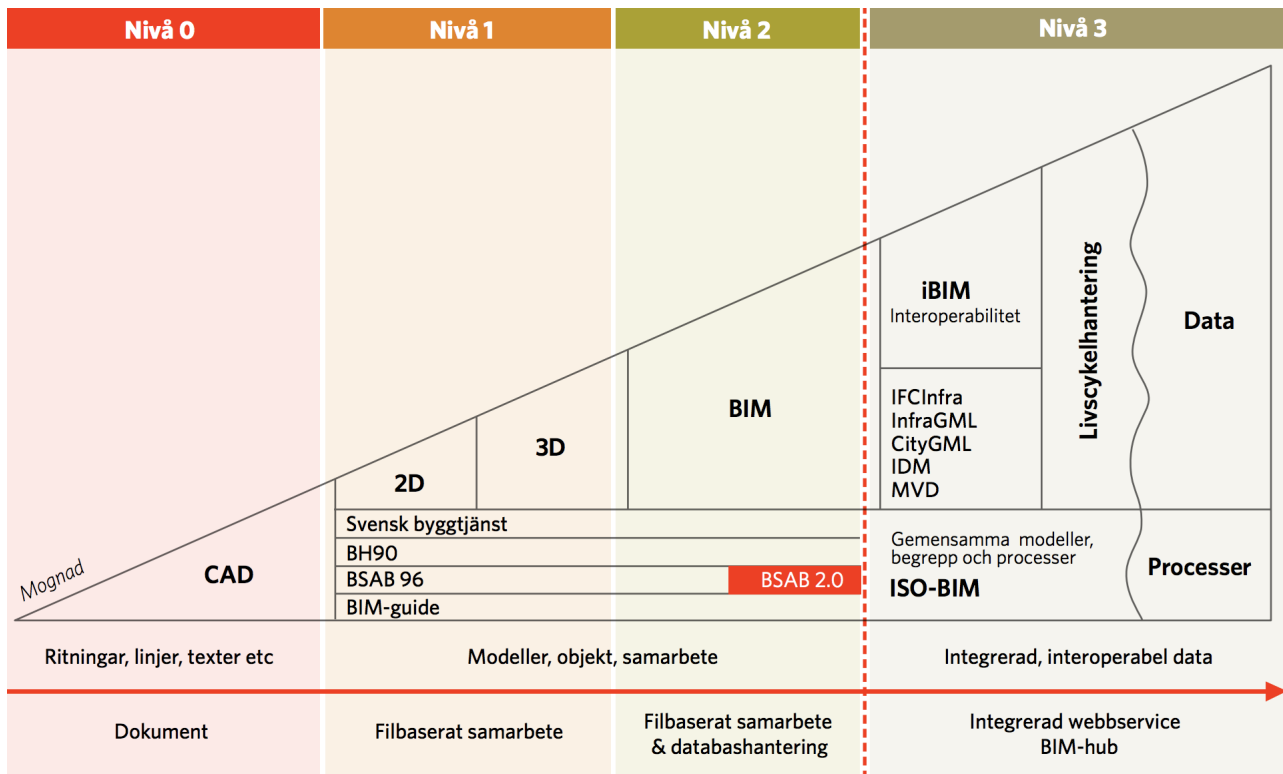 Nivå 0
Nivå 1
Nivå 2
Nivå 3
Mognad
CAD
2D
3D
BIM
iBIM
Interoperabilitet
IFCInfra
InfraGML
CityGML
IDM
MVD
Livscykelhantering
Data
Svensk byggtjänst
BH90
BSAB 96
BSAB 2.0
BIM-guide
Gemensamma modeller,
begrepp och processer
ISO-BIM
Processer
Ritningar, linjer, texter etc
Modeller, objekt, samarbete
Integrerad, interoperabel data
Dokument
Filbaserat samarbete
Filbaserat samarbete
& databashantering
Integrerad webbservice
BIM-hub